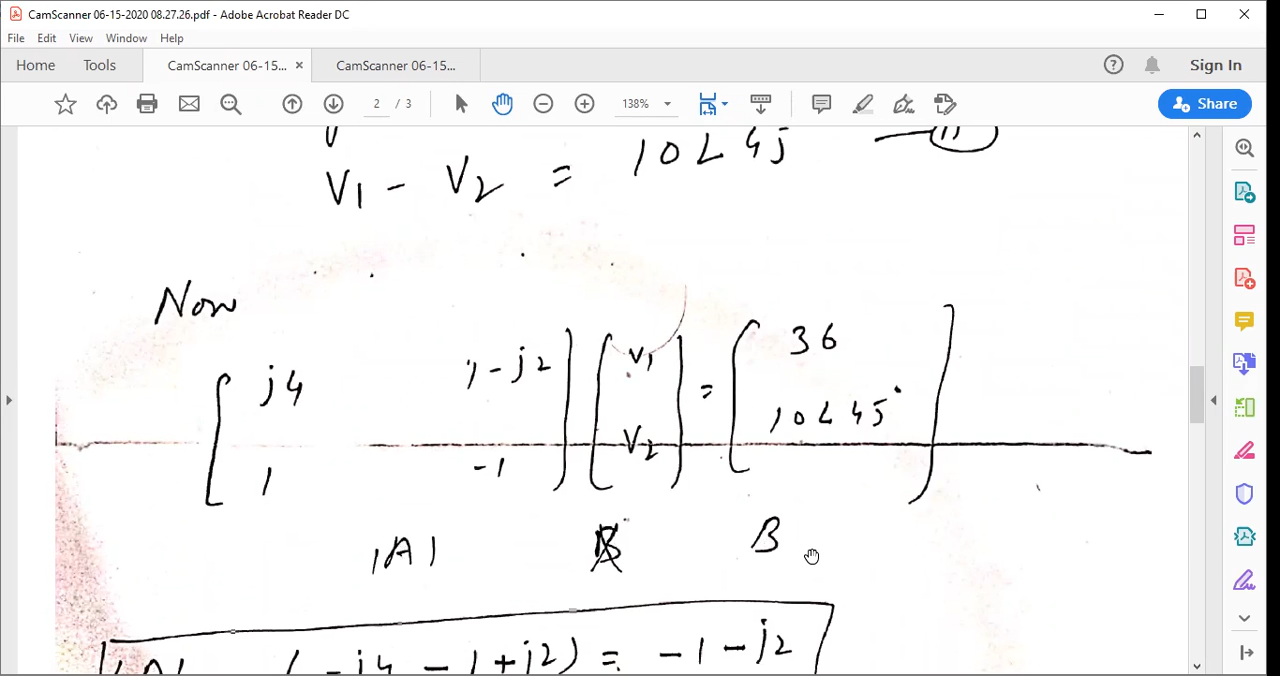 CamScanner 06-15-2020 08.27.26.pdf - Adobe Acrobat Reader DC
File Edit View Window Help
Home Tools CamScanner 06-15... × CamScanner 06-15... Sign In
2 / 3 138% Share
V1 - V2 = 10∠45 — (11)
Now
[ j4 1-j2 ] [ V1 ] = [ 36 ]
[ 1 -1 ] [ V2 ] [ 10∠45° ]
|A| B
|A| (-j4 - 1 + j2) = -1 - j2